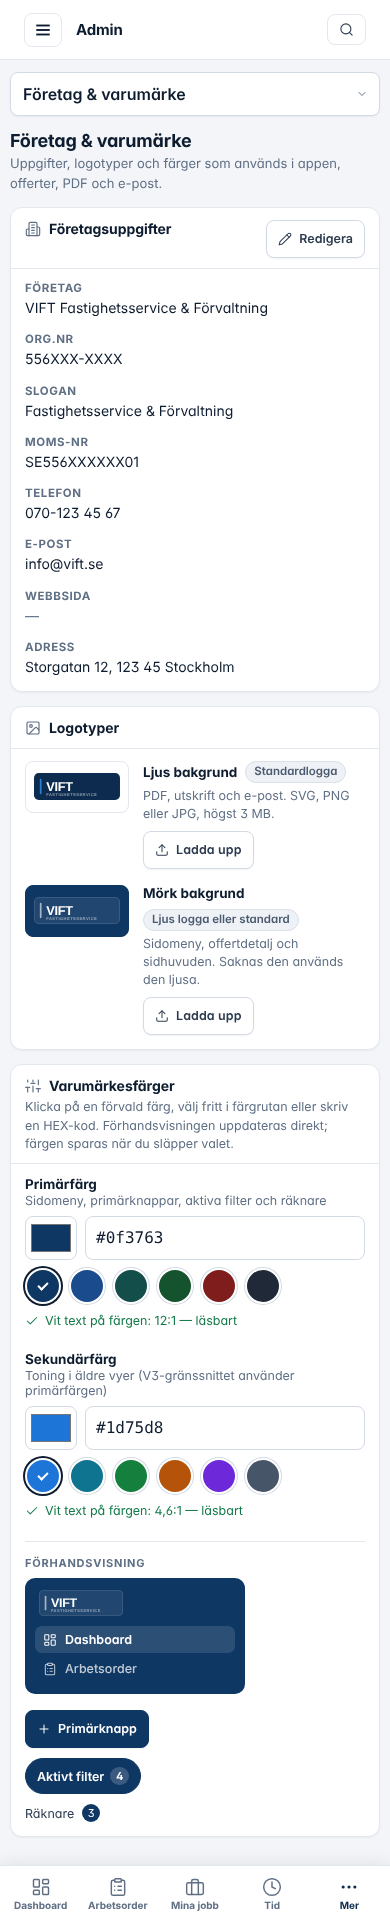 Admin
Företag & varumärke
Företag & varumärke
Uppgifter, logotyper och färger som används i appen,
offerter, PDF och e-post.
Företagsuppgifter
Redigera
FÖRETAG
VIFT Fastighetsservice & Förvaltning
ORG.NR
556XXX-XXXX
SLOGAN
Fastighetsservice & Förvaltning
MOMS-NR
SE556XXXXXX01
TELEFON
070-123 45 67
E-POST
info@vift.se
WEBBSIDA
—
ADRESS
Storgatan 12, 123 45 Stockholm
Logotyper
VIFT
FASTIGHETSSERVICE
Ljus bakgrund Standardlogga
PDF, utskrift och e-post. SVG, PNG
eller JPG, högst 3 MB.
Ladda upp
VIFT
FASTIGHETSSERVICE
Mörk bakgrund
Ljus logga eller standard
Sidomeny, offertdetalj och
sidhuvuden. Saknas den används
den ljusa.
Ladda upp
Varumärkesfärger
Klicka på en förvald färg, välj fritt i färgrutan eller skriv
en HEX-kod. Förhandsvisningen uppdateras direkt;
färgen sparas när du släpper valet.
Primärfärg
Sidomeny, primärknappar, aktiva filter och räknare
#0f3763
Vit text på färgen: 12:1 — läsbart
Sekundärfärg
Toning i äldre vyer (V3-gränssnittet använder
primärfärgen)
#1d75d8
Vit text på färgen: 4,6:1 — läsbart
FÖRHANDSVISNING
VIFT
FASTIGHETSSERVICE
Dashboard
Arbetsorder
Primärknapp
Aktivt filter 4
Räknare 3
Dashboard
Arbetsorder
Mina jobb
Tid
Mer